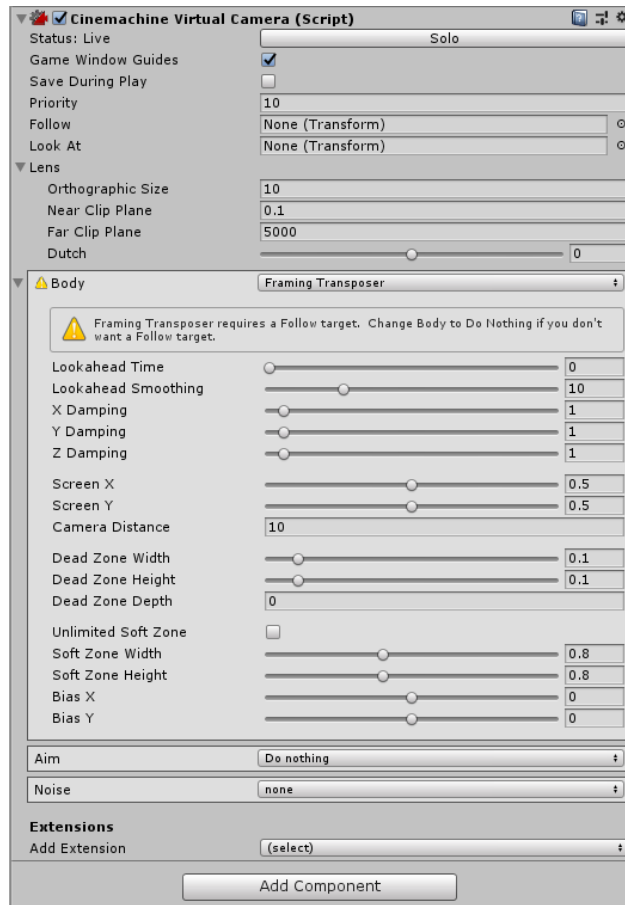 Cinemachine Virtual Camera (Script)
Status: Live Solo
Game Window Guides
Save During Play
Priority 10
Follow None (Transform)
Look At None (Transform)
Lens
Orthographic Size 10
Near Clip Plane 0.1
Far Clip Plane 5000
Dutch 0
Body Framing Transposer
Framing Transposer requires a Follow target. Change Body to Do Nothing if you don't
want a Follow target.
Lookahead Time 0
Lookahead Smoothing 10
X Damping 1
Y Damping 1
Z Damping 1
Screen X 0.5
Screen Y 0.5
Camera Distance 10
Dead Zone Width 0.1
Dead Zone Height 0.1
Dead Zone Depth 0
Unlimited Soft Zone
Soft Zone Width 0.8
Soft Zone Height 0.8
Bias X 0
Bias Y 0
Aim Do nothing
Noise none
Extensions
Add Extension (select)
Add Component